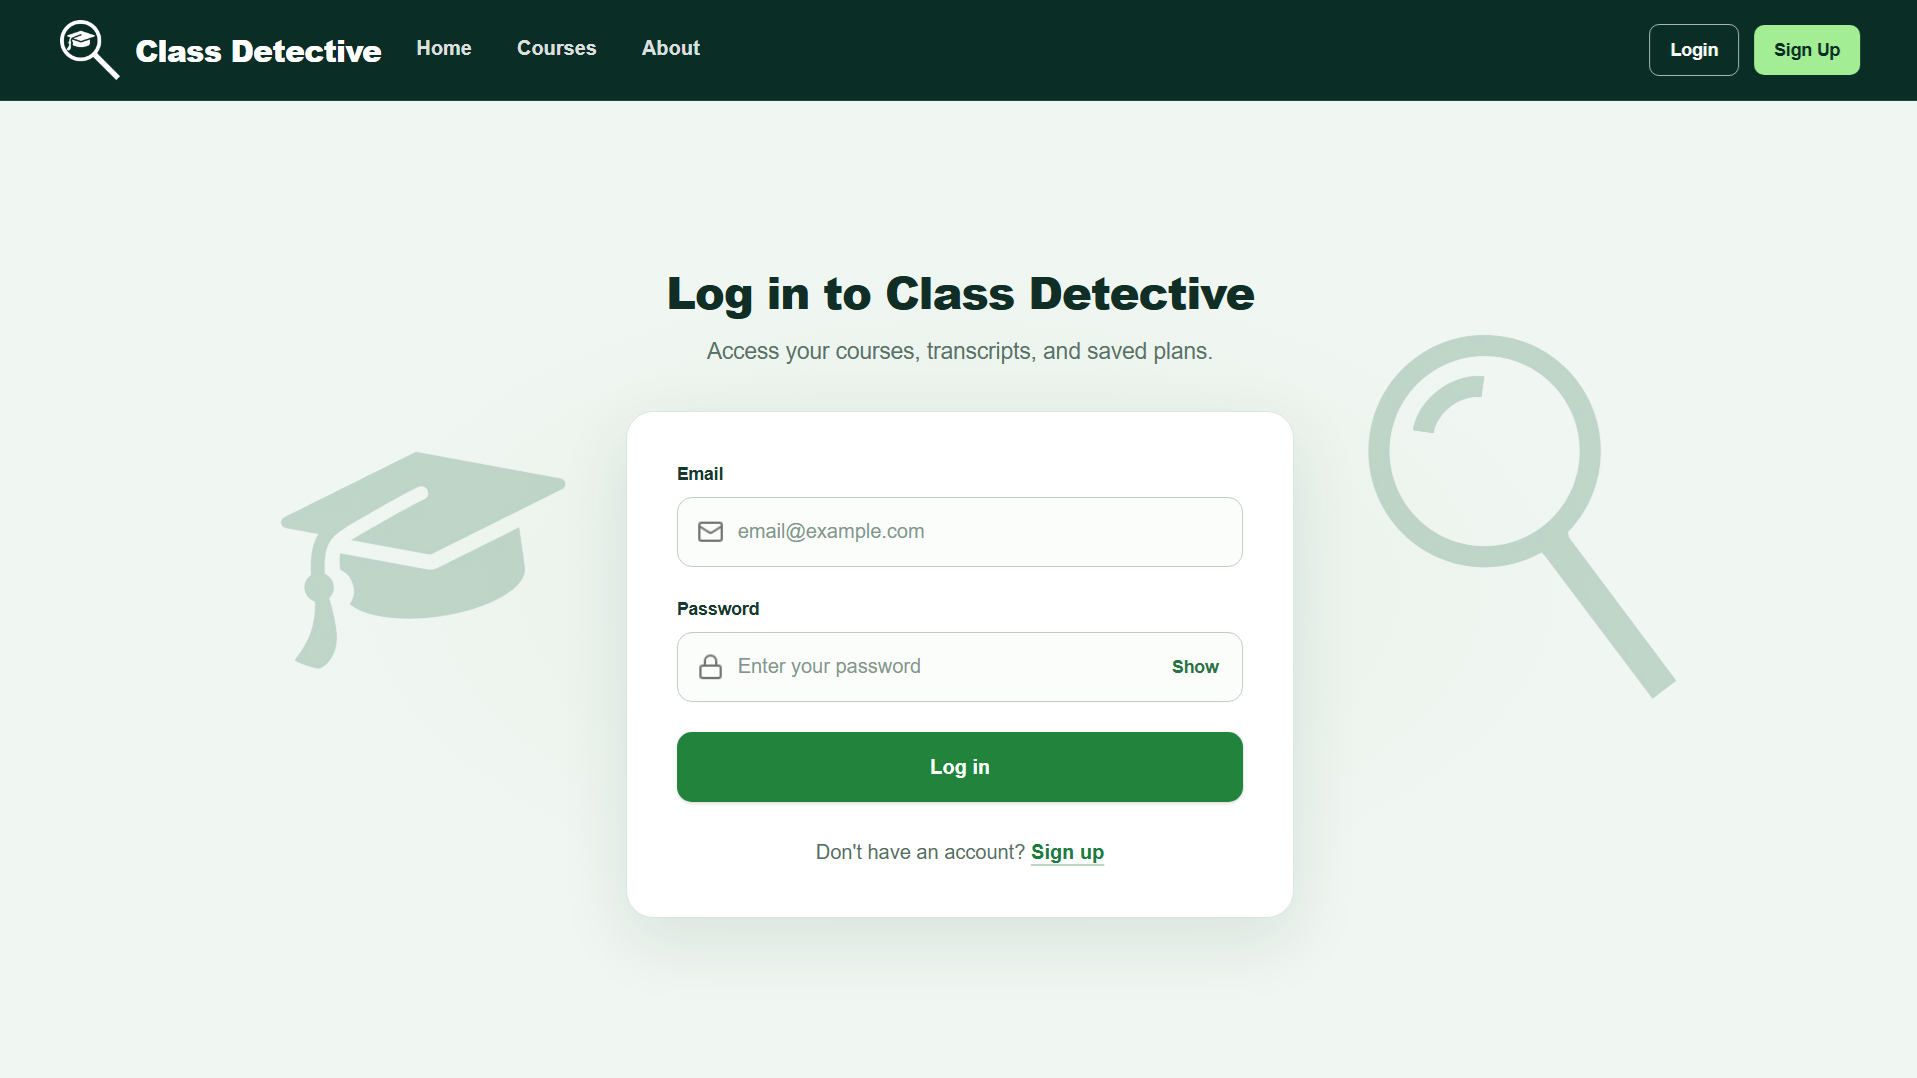 Class Detective
Home
Courses
About
Login
Sign Up
Log in to Class Detective
Access your courses, transcripts, and saved plans.
Email
email@example.com
Password
Enter your password
Show
Log in
Don't have an account? Sign up